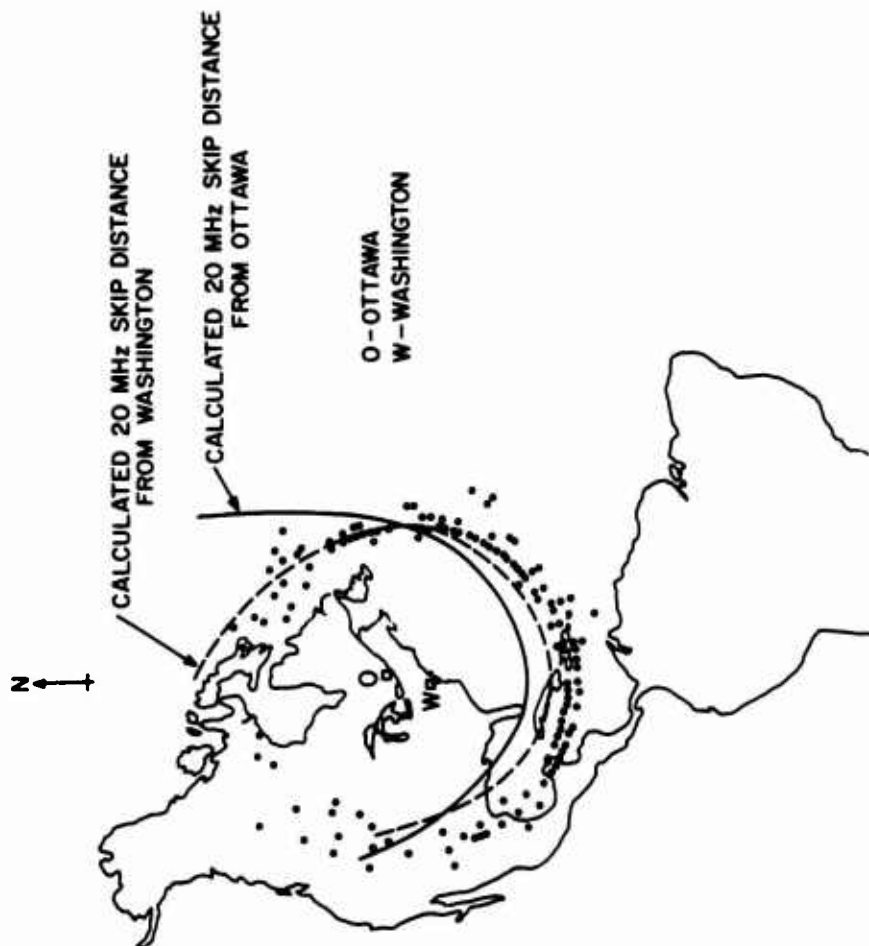 CALCULATED 20 MHz SKIP DISTANCE
FROM WASHINGTON
CALCULATED 20 MHz SKIP DISTANCE
FROM OTTAWA
O-OTTAWA
W-WASHINGTON
N
O
W